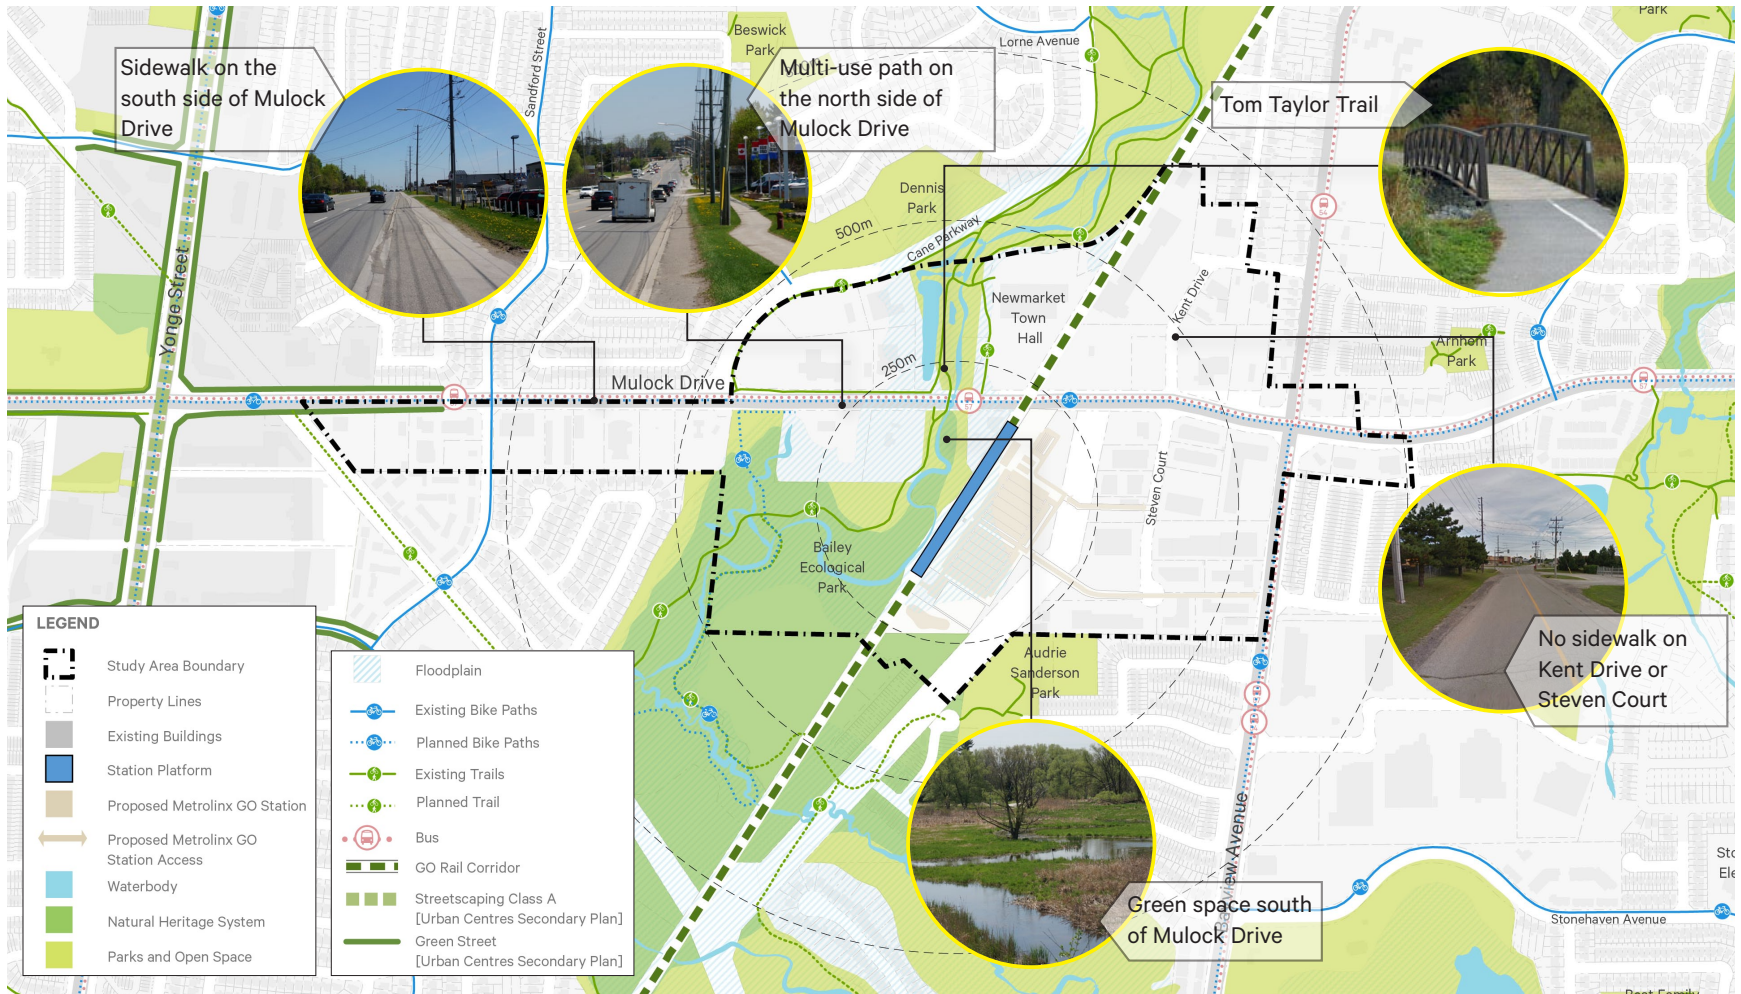 Park
Beswick
Park
Lorne Avenue
Sandford Street
Sidewalk on the
south side of Mulock
Drive
Multi-use path on
the north side of
Mulock Drive
Tom Taylor Trail
54
Dennis
Park
500m
Cane Parkway
Yonge Street
Newmarket
Town
Hall
Kent Drive
Arnhem
Park
250m
Mulock Drive
57
57
Steven Court
Bailey
Ecological
Park
Audrie
Sanderson
Park
No sidewalk on
Kent Drive or
Steven Court
Bayview Avenue
Green space south
of Mulock Drive
Stonehaven Avenue
LEGEND
Study Area Boundary
Property Lines
Existing Buildings
Station Platform
Proposed Metrolinx GO Station
Proposed Metrolinx GO
Station Access
Waterbody
Natural Heritage System
Parks and Open Space
Floodplain
Existing Bike Paths
Planned Bike Paths
Existing Trails
Planned Trail
Bus
GO Rail Corridor
Streetscaping Class A
[Urban Centres Secondary Plan]
Green Street
[Urban Centres Secondary Plan]